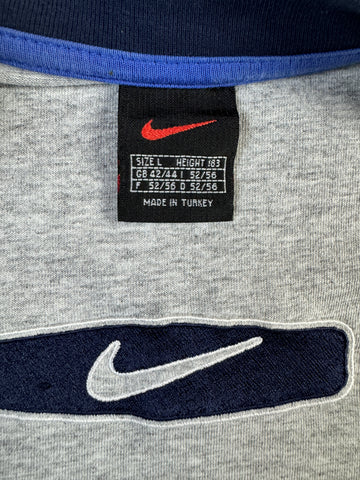 SIZE L HEIGHT 183
GB 42/44 I 52/56
F 52/56 D 52/56
MADE IN TURKEY